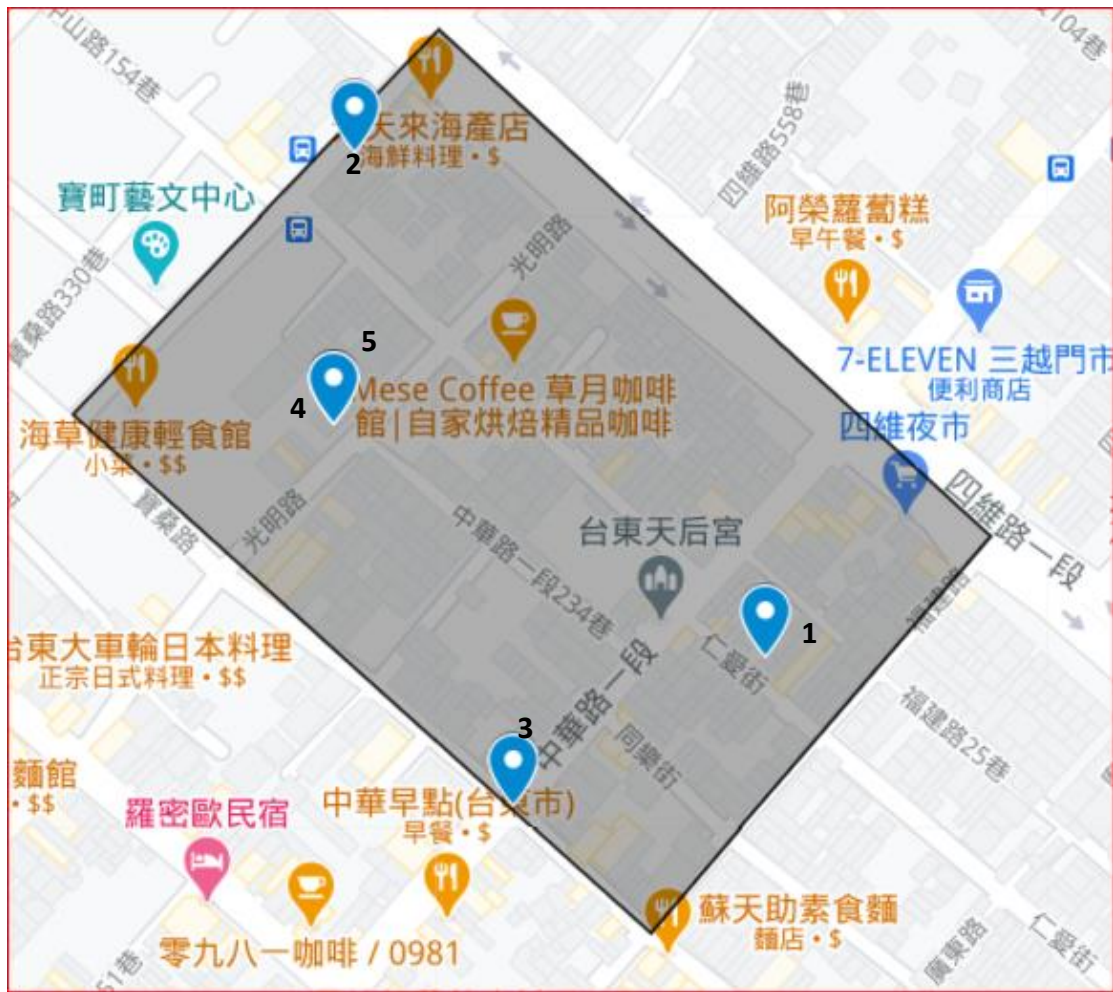 中山路154巷
104巷
天來海產店
海鮮料理・$
2
四維路558巷
寶町藝文中心
阿榮蘿蔔糕
早午餐・$
光明路
寶桑路330巷
5
7-ELEVEN 三越門市
便利商店
Mese Coffee 草月咖啡
館|自家烘焙精品咖啡
4
海草健康輕食館
小菜・$$
四維夜市
四維路一段
寶桑路
光明路
中華路一段234巷
台東天后宮
福建路
1
仁愛街
台東大車輪日本料理
正宗日式料理・$$
中華路一段
福建路25巷
3
同樂街
麵館
・$$
羅密歐民宿
中華早點(台東市)
早餐・$
蘇天助素食麵
麵店・$
仁愛街
廣東路
零九八一咖啡 / 0981
51巷